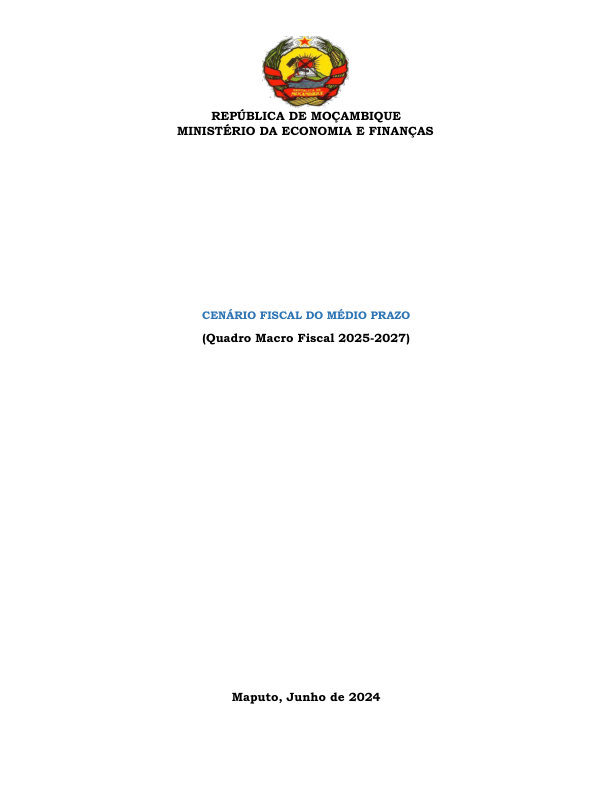 REPÚBLICA DE MOÇAMBIQUE
MINISTÉRIO DA ECONOMIA E FINANÇAS
CENÁRIO FISCAL DO MÉDIO PRAZO
(Quadro Macro Fiscal 2025-2027)
Maputo, Junho de 2024